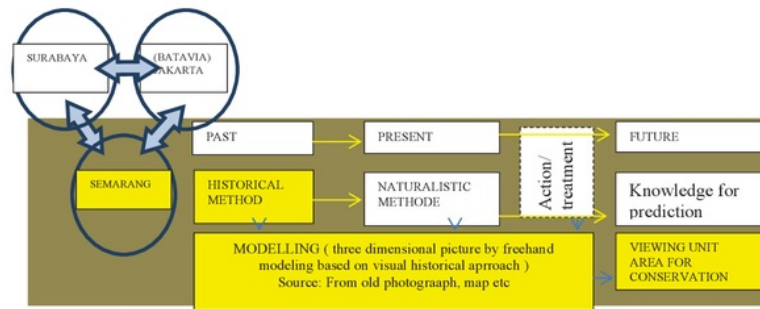 SURABAYA
(BATAVIA)
JAKARTA
PAST
PRESENT
FUTURE
SEMARANG
HISTORICAL
METHOD
NATURALISTIC
METHODE
Action/
treatment
Knowledge for
prediction
MODELLING ( three dimensional picture by freehand
modeling based on visual historical aprroach )
Source: From old photograaph, map etc
VIEWING UNIT
AREA FOR
CONSERVATION